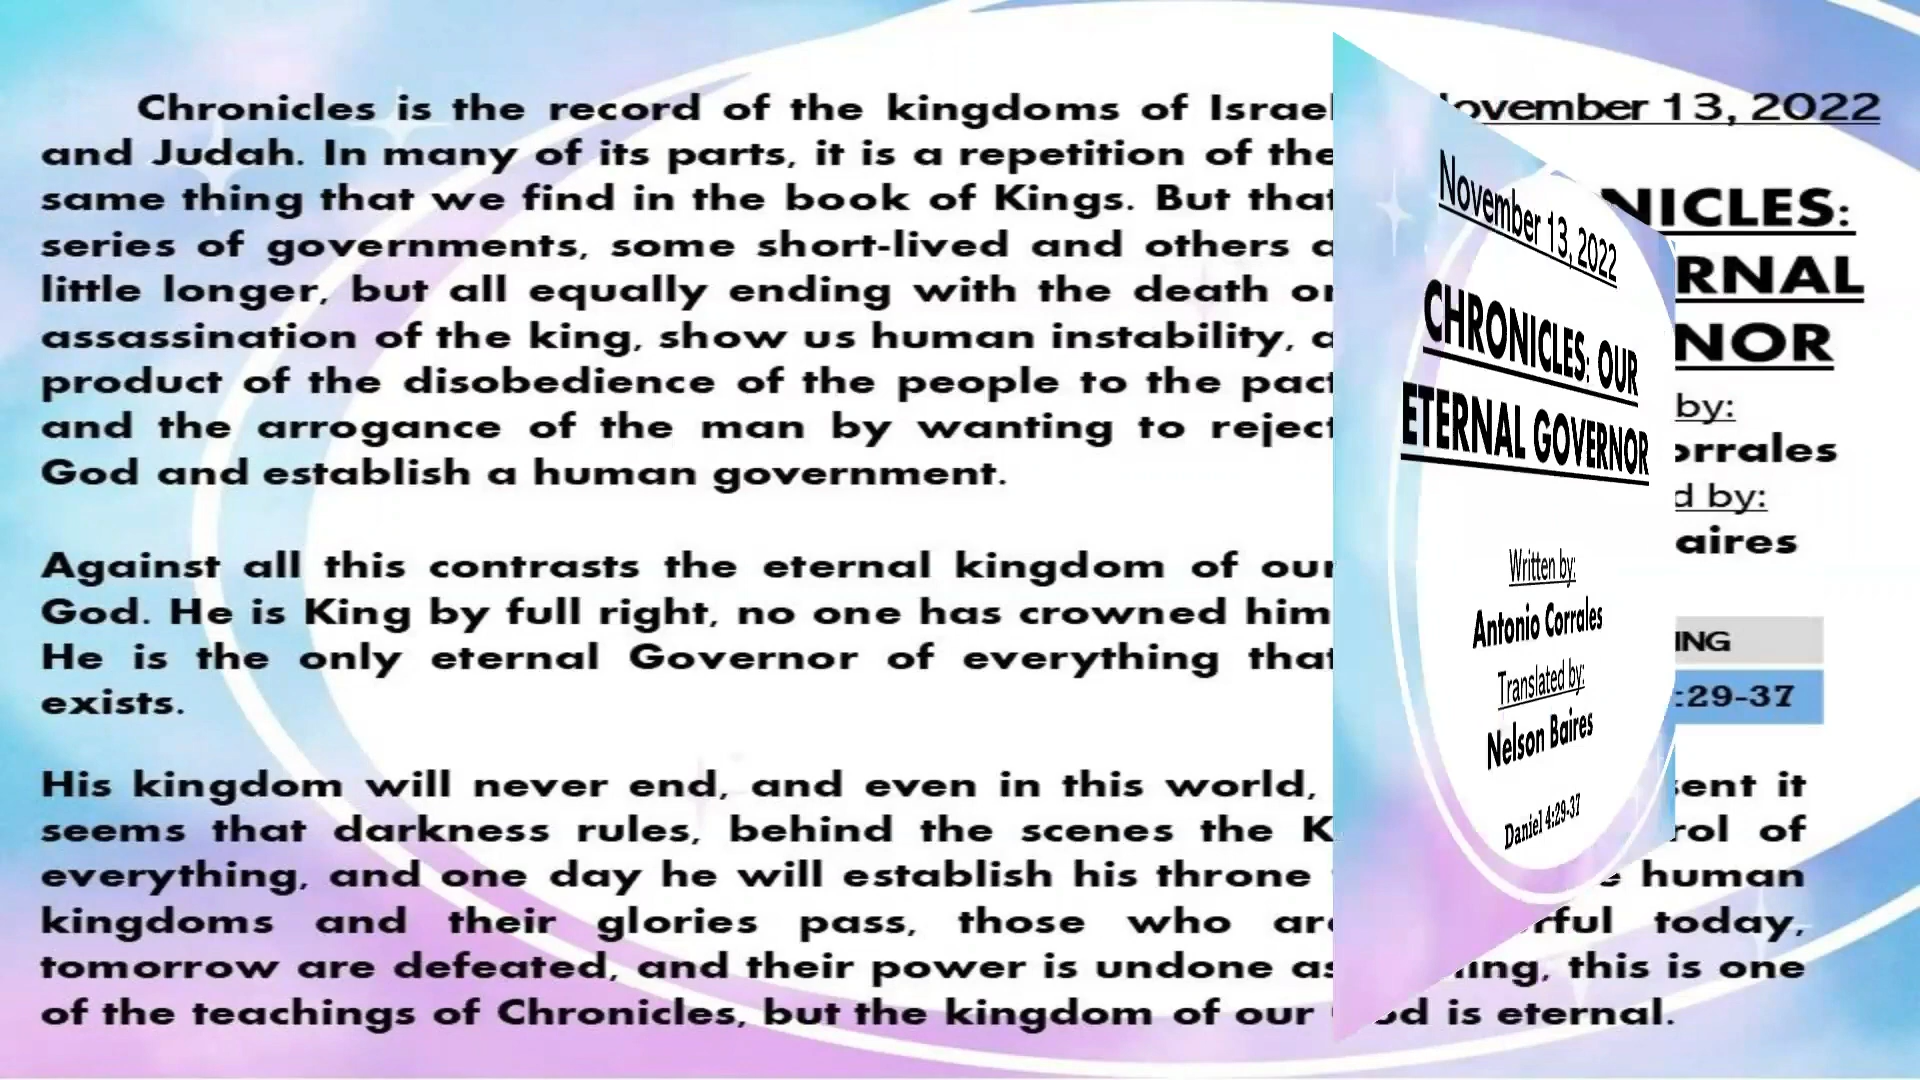 Chronicles is the record of the kingdoms of Israel
and Judah. In many of its parts, it is a repetition of the
same thing that we find in the book of Kings. But that
series of governments, some short-lived and others a
little longer, but all equally ending with the death or
assassination of the king, show us human instability, a
product of the disobedience of the people to the pact
and the arrogance of the man by wanting to reject
God and establish a human government.
Against all this contrasts the eternal kingdom of our
God. He is King by full right, no one has crowned him
He is the only eternal Governor of everything that
exists.
His kingdom will never end, and even in this world, sent it
seems that darkness rules, behind the scenes the K rol of
everything, and one day he will establish his throne human
kingdoms and their glories pass, those who are rful today,
tomorrow are defeated, and their power is undone as ing, this is one
of the teachings of Chronicles, but the kingdom of our od is eternal.
ovember 13, 2022
NICLES:
RNAL
NOR
by:
orrales
d by:
aires
ING
:29-37
November 13, 2022
CHRONICLES: OUR
ETERNAL GOVERNOR
Written by:
Antonio Corrales
Translated by:
Nelson Baires
Daniel 4:29-37